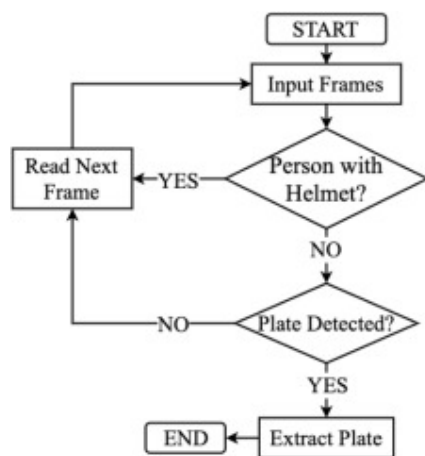 START
Input Frames
Read Next
Frame
YES
Person with
Helmet?
NO
NO
Plate Detected?
YES
END
Extract Plate